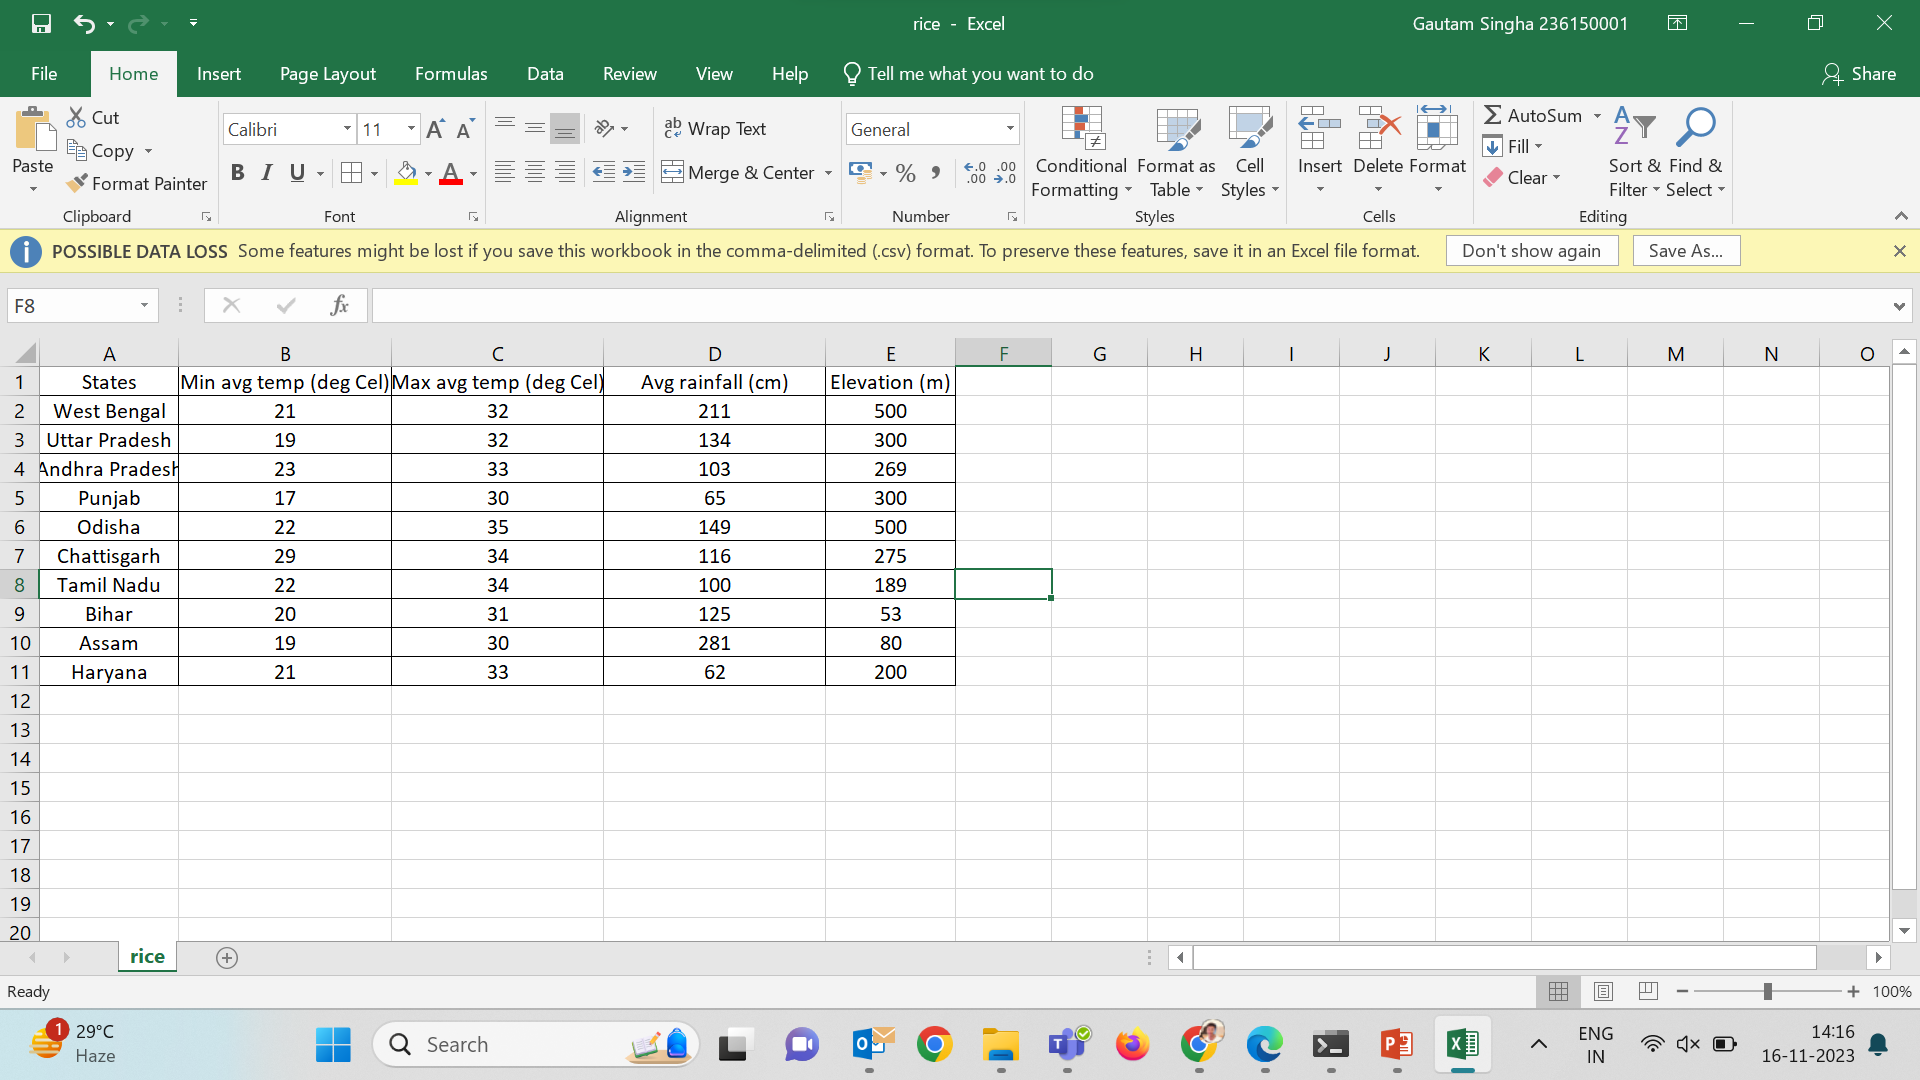 rice - Excel
Gautam Singha 236150001
File Home Insert Page Layout Formulas Data Review View Help Tell me what you want to do Share
Paste
Cut
Copy
Format Painter
Clipboard
Calibri 11
B I U
Font
Wrap Text
Merge & Center
Alignment
General
% ,
Number
Conditional Formatting
Format as Table
Cell Styles
Styles
Insert Delete Format
Cells
AutoSum
Fill
Clear
Sort & Filter
Find & Select
Editing
POSSIBLE DATA LOSS Some features might be lost if you save this workbook in the comma-delimited (.csv) format. To preserve these features, save it in an Excel file format. Don't show again Save As...
F8 fx
A B C D E F G H I J K L M N O
1 States Min avg temp (deg Cel) Max avg temp (deg Cel) Avg rainfall (cm) Elevation (m)
2 West Bengal 21 32 211 500
3 Uttar Pradesh 19 32 134 300
4 Andhra Pradesh 23 33 103 269
5 Punjab 17 30 65 300
6 Odisha 22 35 149 500
7 Chattisgarh 29 34 116 275
8 Tamil Nadu 22 34 100 189
9 Bihar 20 31 125 53
10 Assam 19 30 281 80
11 Haryana 21 33 62 200
12
13
14
15
16
17
18
19
20
rice
Ready
100%
1 29°C
Haze
Search
ENG
IN
14:16
16-11-2023